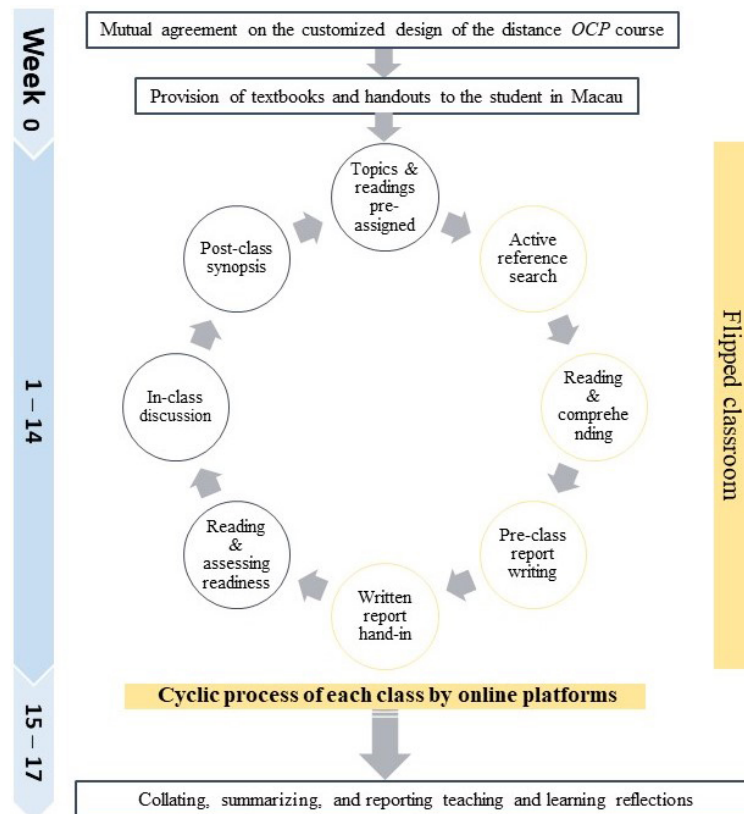 Week 0
Mutual agreement on the customized design of the distance OCP course
Provision of textbooks and handouts to the student in Macau
1 – 14
Topics &
readings
pre-
assigned
Active
reference
search
Reading
&
comprehe
nding
Pre-class
report
writing
Written
report
hand-in
Reading
&
assessing
readiness
In-class
discussion
Post-class
synopsis
Flipped classroom
Cyclic process of each class by online platforms
15 – 17
Collating, summarizing, and reporting teaching and learning reflections